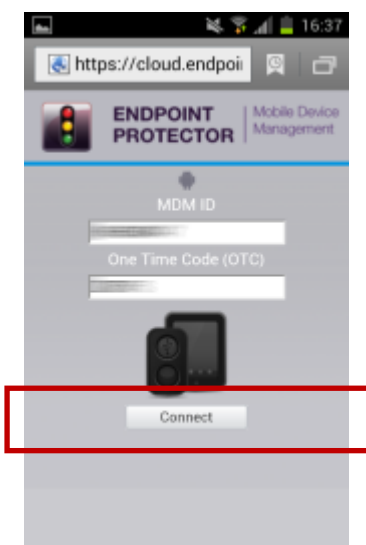 16:37
https://cloud.endpoi
ENDPOINT PROTECTOR
Mobile Device Management
MDM ID
One Time Code (OTC)
Connect